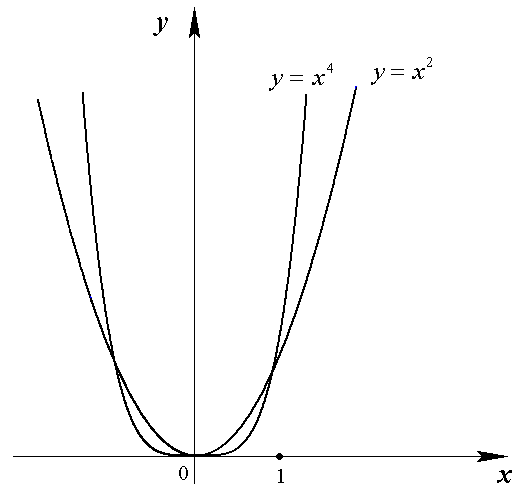 y
y = x⁴
y = x²
0
1
x